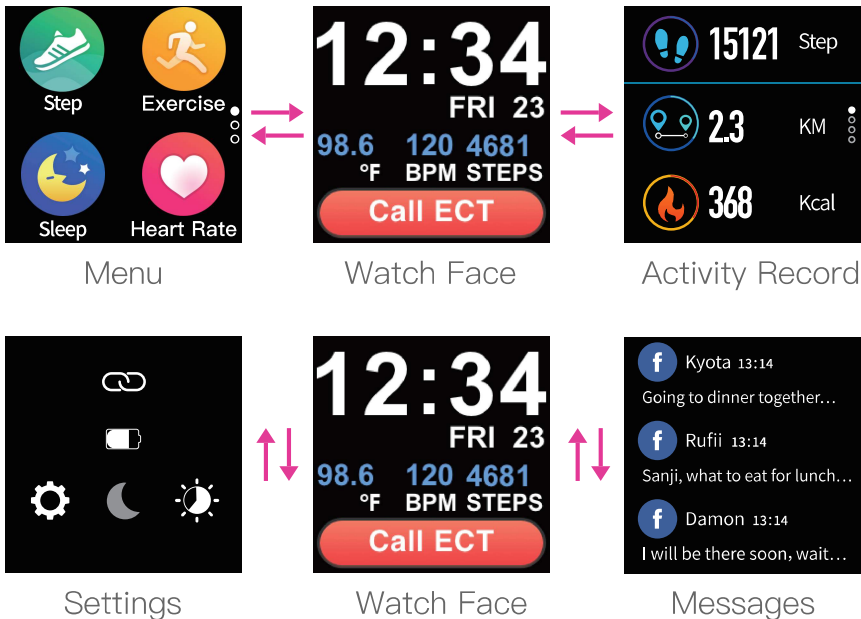 Step Exercise
Sleep Heart Rate
Menu
12:34
FRI 23
98.6 120 4681
°F BPM STEPS
Call ECT
Watch Face
15121 Step
2.3 KM
368 Kcal
Activity Record
Settings
12:34
FRI 23
98.6 120 4681
°F BPM STEPS
Call ECT
Watch Face
f Kyota 13:14
Going to dinner together...
f Rufii 13:14
Sanji, what to eat for lunch...
f Damon 13:14
I will be there soon, wait...
Messages